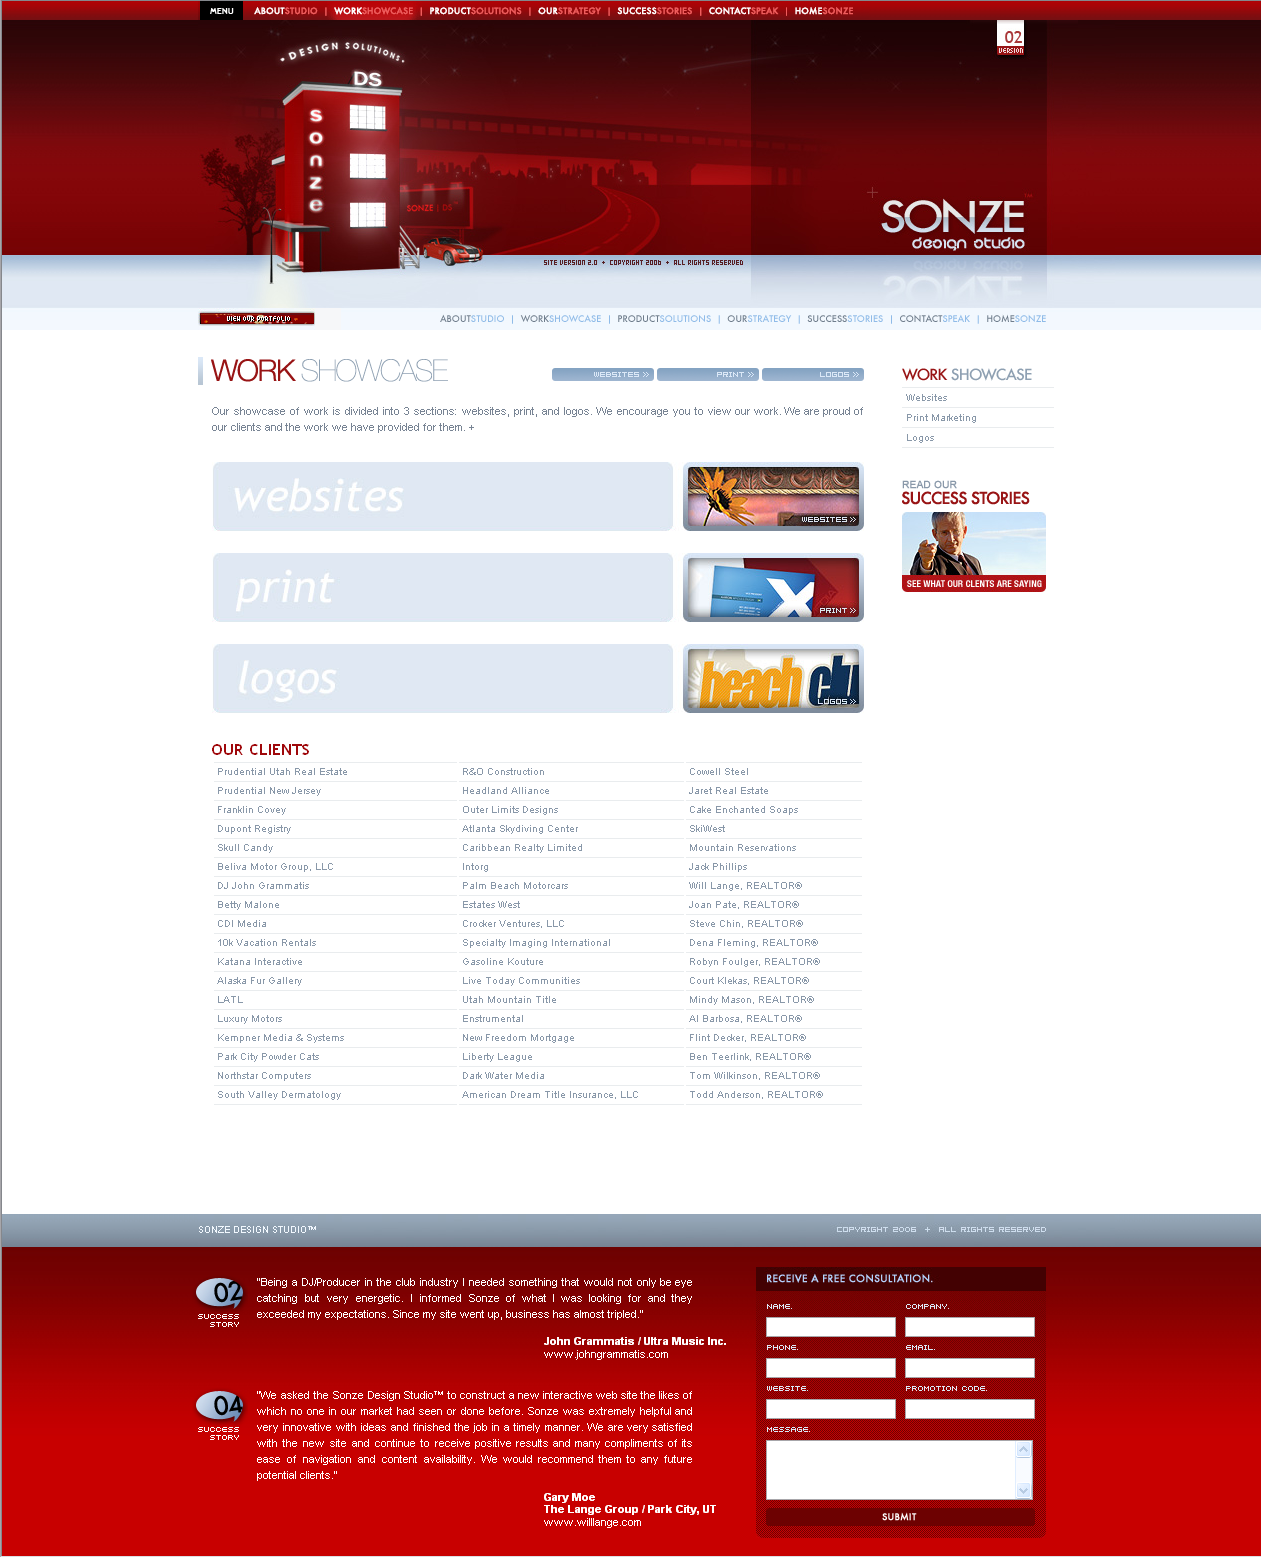 MENU ABOUTSTUDIO | WORKSHOWCASE | PRODUCTSOLUTIONS | OURSTRATEGY | SUCCESSSTORIES | CONTACTSPEAK | HOMESONZE
02
VERSION
• DESIGN SOLUTIONS •
DS
sonze
SONZE | DS
SONZE™
design studio
SITE VERSION 2.0 + COPYRIGHT 2006 + ALL RIGHTS RESERVED
VIEW OUR PORTFOLIO
ABOUTSTUDIO | WORKSHOWCASE | PRODUCTSOLUTIONS | OURSTRATEGY | SUCCESSSTORIES | CONTACTSPEAK | HOMESONZE
WORK SHOWCASE
WEBSITES >> PRINT >> LOGOS >>
Our showcase of work is divided into 3 sections: websites, print, and logos. We encourage you to view our work. We are proud of
our clients and the work we have provided for them. +
WORK SHOWCASE
Websites
Print Marketing
Logos
READ OUR
SUCCESS STORIES
SEE WHAT OUR CLENTS ARE SAYING
websites
WEBSITES >>
print
X
PRINT >>
logos
beach clu
LOGOS >>
OUR CLIENTS
Prudential Utah Real Estate R&O Construction Cowell Steel
Prudential New Jersey Headland Alliance Jaret Real Estate
Franklin Covey Outer Limits Designs Cake Enchanted Soaps
Dupont Registry Atlanta Skydiving Center SkiWest
Skull Candy Caribbean Realty Limited Mountain Reservations
Beliva Motor Group, LLC Intorg Jack Phillips
DJ John Grammatis Palm Beach Motorcars Will Lange, REALTOR®
Betty Malone Estates West Joan Pate, REALTOR®
CDI Media Crocker Ventures, LLC Steve Chin, REALTOR®
10k Vacation Rentals Specialty Imaging International Dena Fleming, REALTOR®
Katana Interactive Gasoline Kouture Robyn Foulger, REALTOR®
Alaska Fur Gallery Live Today Communities Court Klekas, REALTOR®
LATL Utah Mountain Title Mindy Mason, REALTOR®
Luxury Motors Enstrumental Al Barbosa, REALTOR®
Kempner Media & Systems New Freedom Mortgage Flint Decker, REALTOR®
Park City Powder Cats Liberty League Ben Teerlink, REALTOR®
Northstar Computers Dark Water Media Tom Wilkinson, REALTOR®
South Valley Dermatology American Dream Title Insurance, LLC Todd Anderson, REALTOR®
SONZE DESIGN STUDIO™ COPYRIGHT 2006 + ALL RIGHTS RESERVED
02
SUCCESS
STORY
"Being a DJ/Producer in the club industry I needed something that would not only be eye
catching but very energetic. I informed Sonze of what I was looking for and they
exceeded my expectations. Since my site went up, business has almost tripled."
John Grammatis / Ultra Music Inc.
www.johngrammatis.com
04
SUCCESS
STORY
"We asked the Sonze Design Studio™ to construct a new interactive web site the likes of
which no one in our market had seen or done before. Sonze was extremely helpful and
very innovative with ideas and finished the job in a timely manner. We are very satisfied
with the new site and continue to receive positive results and many compliments of its
ease of navigation and content availability. We would recommend them to any future
potential clients."
Gary Moe
The Lange Group / Park City, UT
www.willlange.com
RECEIVE A FREE CONSULTATION.
NAME. COMPANY.
PHONE. EMAIL.
WEBSITE. PROMOTION CODE.
MESSAGE.
SUBMIT